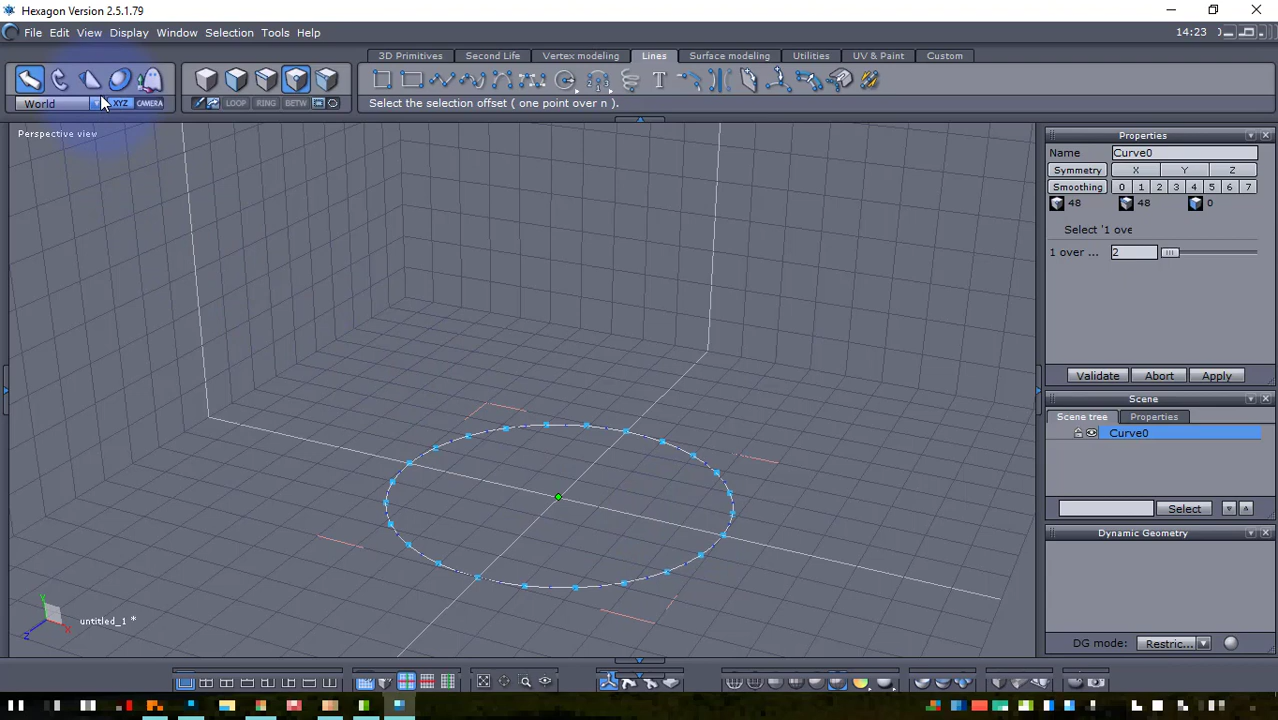 Hexagon Version 2.5.1.79
File Edit View Display Window Selection Tools Help
14:23
3D Primitives Second Life Vertex modeling Lines Surface modeling Utilities UV & Paint Custom
World XYZ CAMERA LOOP RING BETW Select the selection offset ( one point over n ).
Perspective view
Properties
Name Curve0
Symmetry X Y Z
Smoothing 0 1 2 3 4 5 6 7
48 48 0
Select '1 ove
1 over ... 2
Validate Abort Apply
Scene
Scene tree Properties
Curve0
Select
Dynamic Geometry
Y
Z X
untitled_1 *
DG mode: Restric...